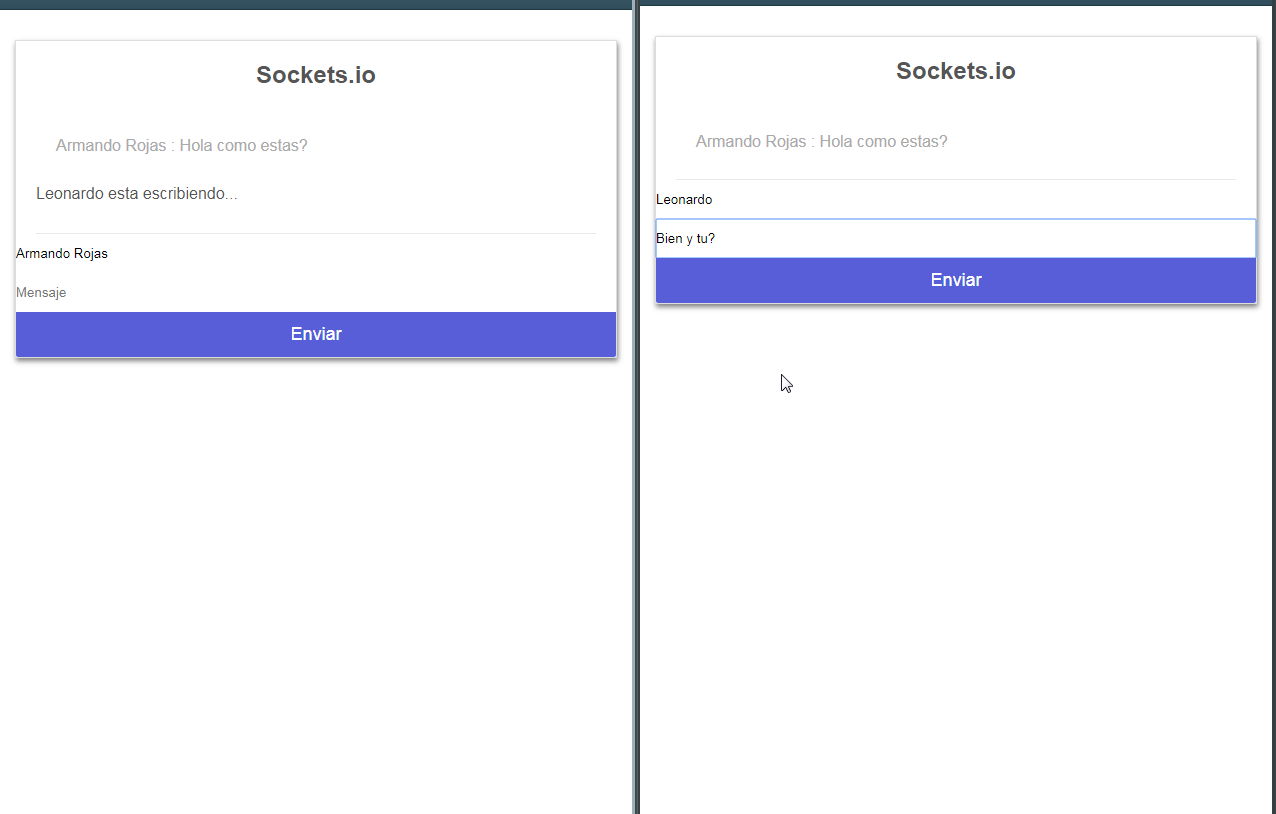 Sockets.io
Armando Rojas : Hola como estas?
Leonardo esta escribiendo...
Armando Rojas
Mensaje
Enviar
Sockets.io
Armando Rojas : Hola como estas?
Leonardo
Bien y tu?
Enviar